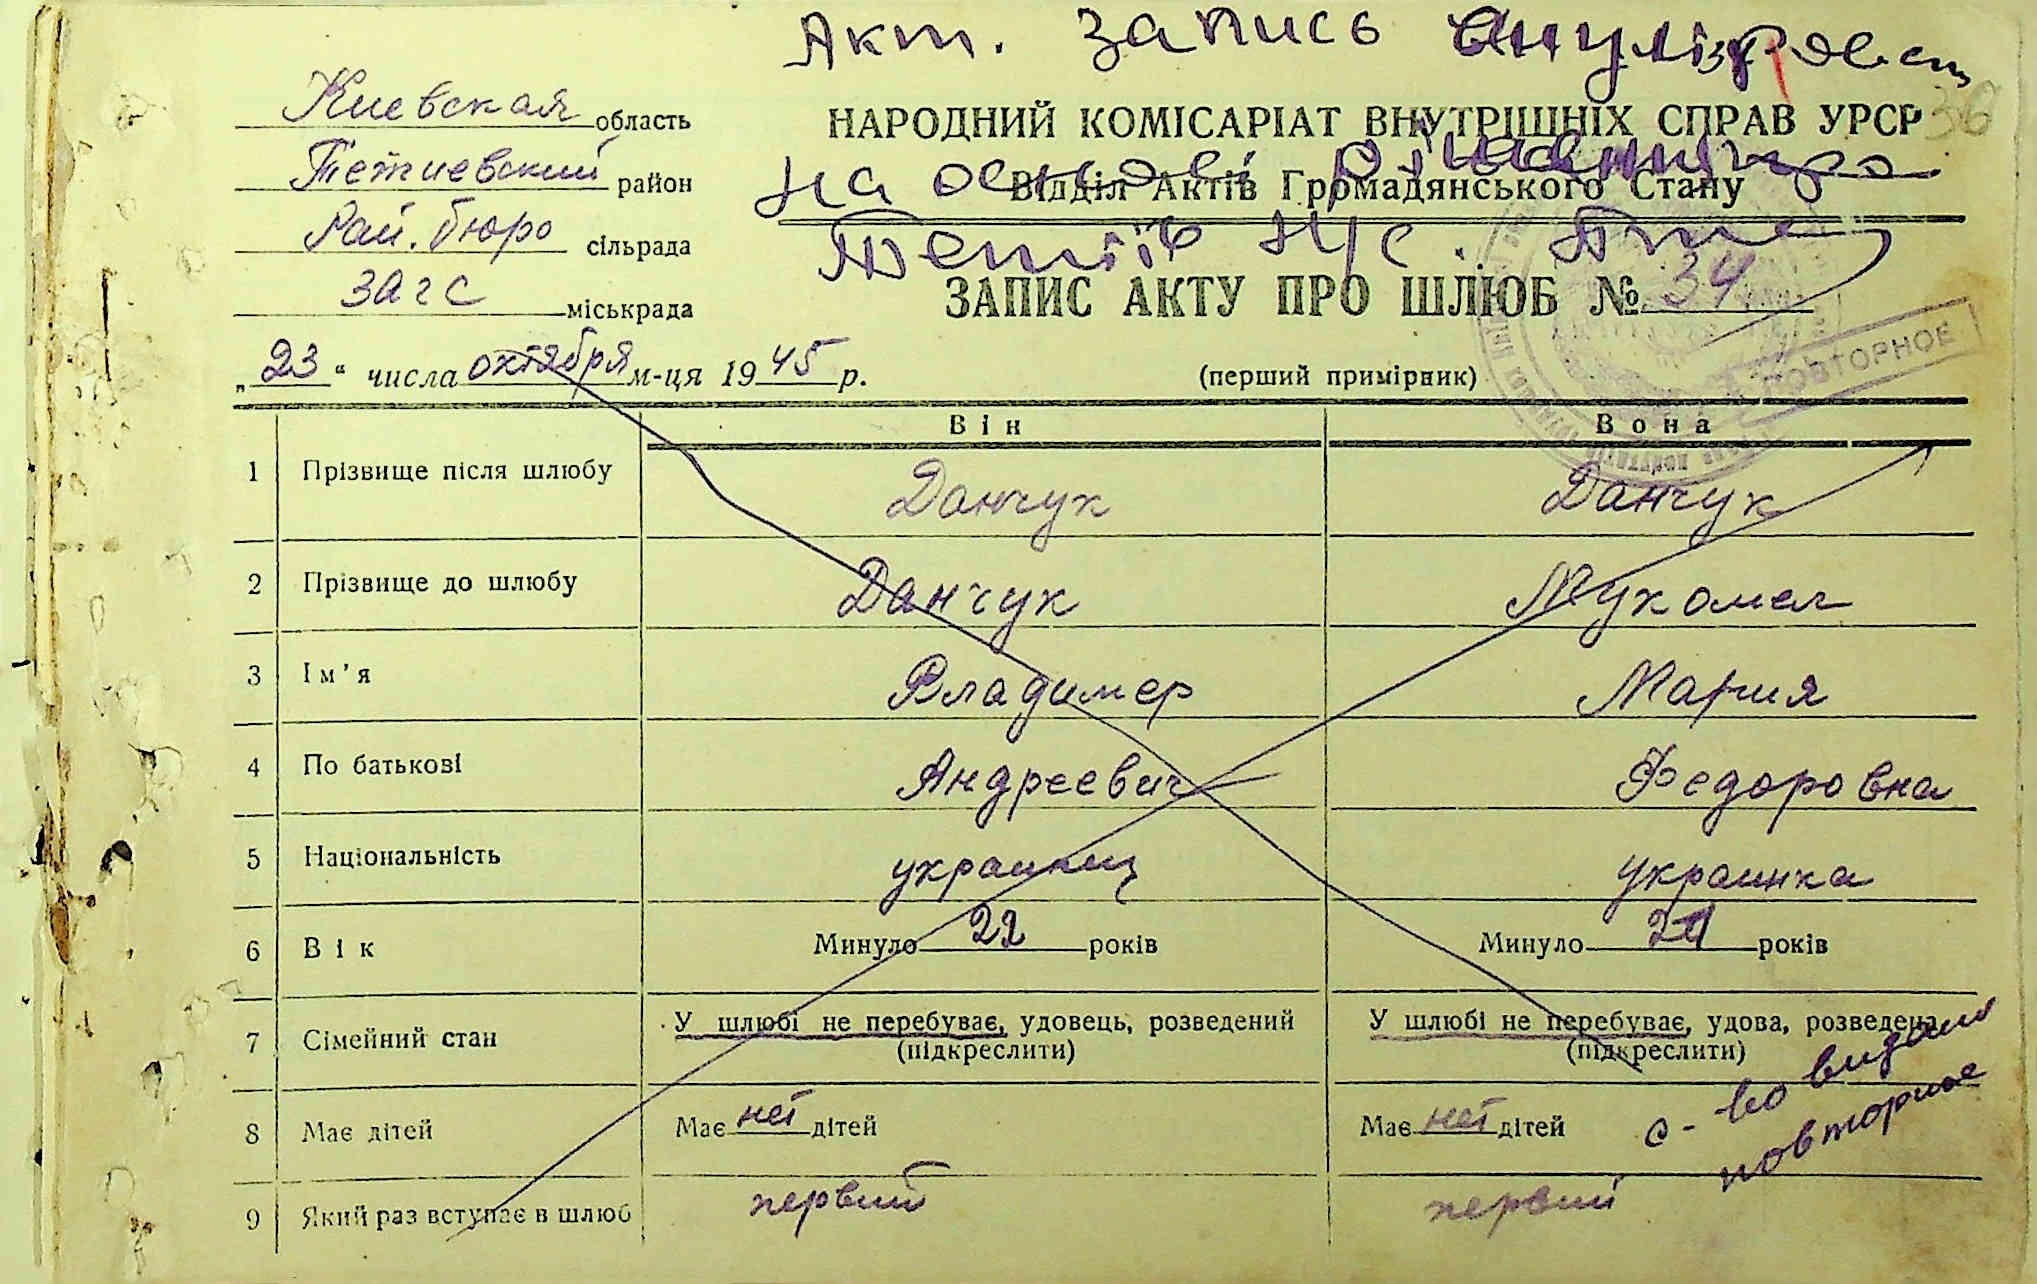 Акт. запись
Киевская область
НАРОДНИЙ КОМІСАРІАТ ВНУТРІШНІХ СПРАВ УРСР
36
Тетиевский район
на основі
Відділ Актів Громадянського Стану
Рай. бюро сільрада
загс міськрада
ЗАПИС АКТУ ПРО ШЛЮБ № 34
„23“ числа октября м-ця 1945 р.
(перший примірник)
ПОВТОРНОЕ
Він Вона
1 Прізвище після шлюбу Данчук Данчук
2 Прізвище до шлюбу Данчук Мукомел
3 Ім'я Владимер Мария
4 По батькові Андреевич Федоровна
5 Національність украинец украинка
6 Вік Минуло 22 років Минуло років
7 Сімейний стан У шлюбі не перебуває, удовець, розведений (підкреслити) У шлюбі не перебуває, удова, розведена (підкреслити)
8 Має дітей Має нет дітей Має нет дітей
с-во видано
повторное
9 Який раз вступає в шлюб первий первий